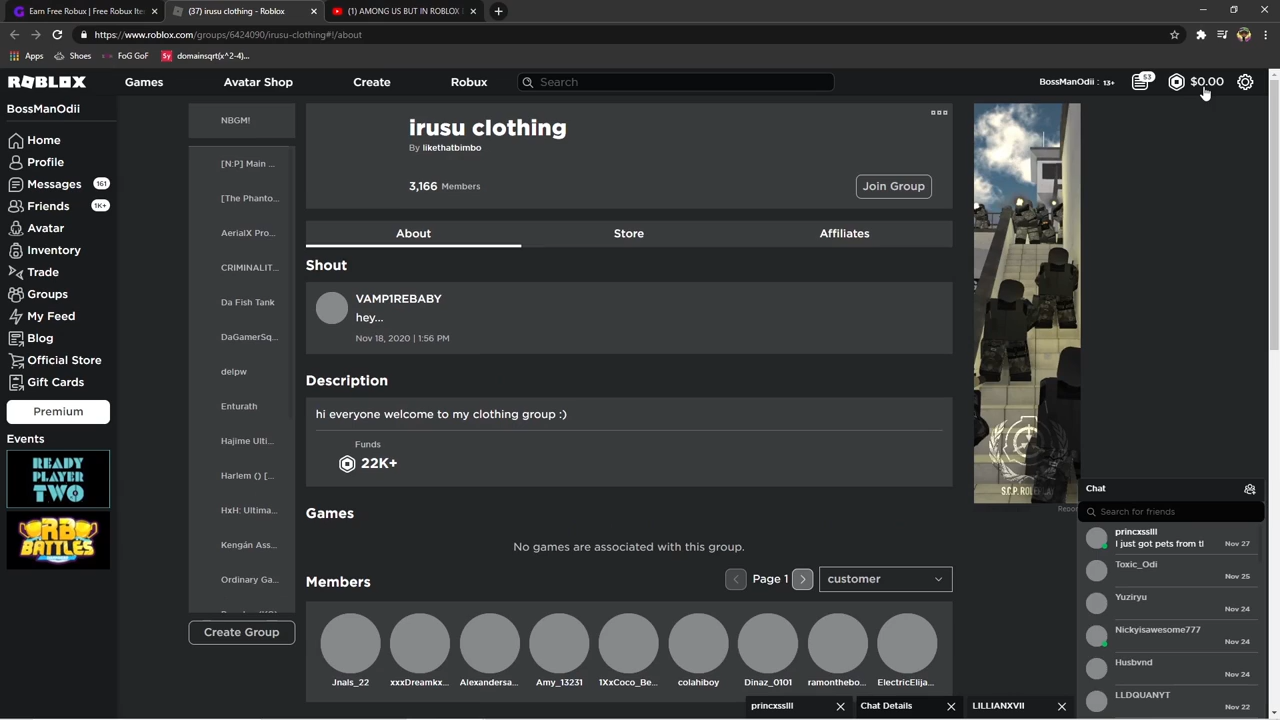 Earn Free Robux | Free Robux Ite
(37) irusu clothing - Roblox
(1) AMONG US BUT IN ROBLOX
https://www.roblox.com/groups/6424090/irusu-clothing#!/about
Apps
Shoes
FoG GoF
5y
domainsqrt(x^2-4)...
ROBLOX
Games
Avatar Shop
Create
Robux
Search
BossManOdii : 13+
53
$0.00
BossManOdii
Home
Profile
Messages 161
Friends 1K+
Avatar
Inventory
Trade
Groups
My Feed
Blog
Official Store
Gift Cards
Premium
Events
READY
PLAYER
TWO
RB
BATTLES
NBGM!
[N:P] Main ...
[The Phanto...
AerialX Pro...
CRIMINALIT...
Da Fish Tank
DaGamerSq...
delpw
Enturath
Hajime Ulti...
Harlem () [...
HxH: Ultima...
Kengán Ass...
Ordinary Ga...
Create Group
irusu clothing
By likethatbimbo
3,166 Members
Join Group
About
Store
Affiliates
Shout
VAMP1REBABY
hey...
Nov 18, 2020 | 1:56 PM
Description
hi everyone welcome to my clothing group :)
Funds
22K+
Games
No games are associated with this group.
Members
Page 1
customer
Jnals_22
xxxDreamkx...
Alexandersa...
Amy_13231
1XxCoco_Be...
colahiboy
Dinaz_0101
ramonthebo...
ElectricElija...
S.C.P. ROLEPLAY
Repor
Chat
Search for friends
princxsslll
I just got pets from t!
Nov 27
Toxic_Odi
Nov 25
Yuziryu
Nov 24
Nickyisawesome777
Nov 24
Husbvnd
Nov 24
LLDQUANYT
Nov 22
princxsslll
Chat Details
LILLIANXVII